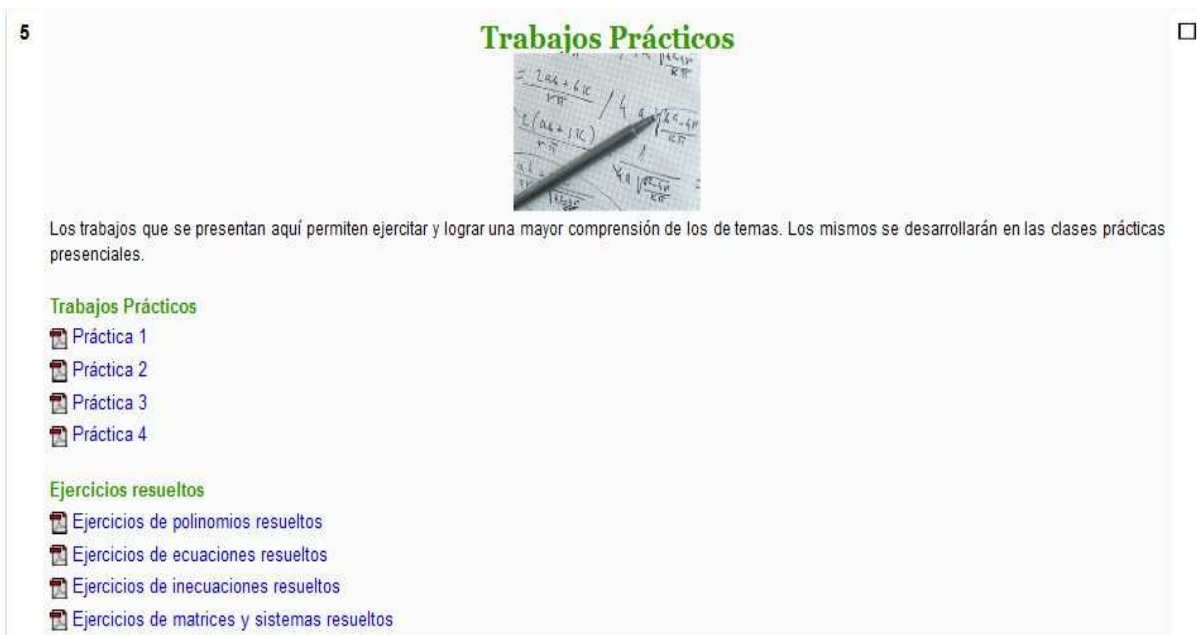 5
Trabajos Prácticos
Los trabajos que se presentan aquí permiten ejercitar y lograr una mayor comprensión de los de temas. Los mismos se desarrollarán en las clases prácticas
presenciales.
Trabajos Prácticos
Práctica 1
Práctica 2
Práctica 3
Práctica 4
Ejercicios resueltos
Ejercicios de polinomios resueltos
Ejercicios de ecuaciones resueltos
Ejercicios de inecuaciones resueltos
Ejercicios de matrices y sistemas resueltos